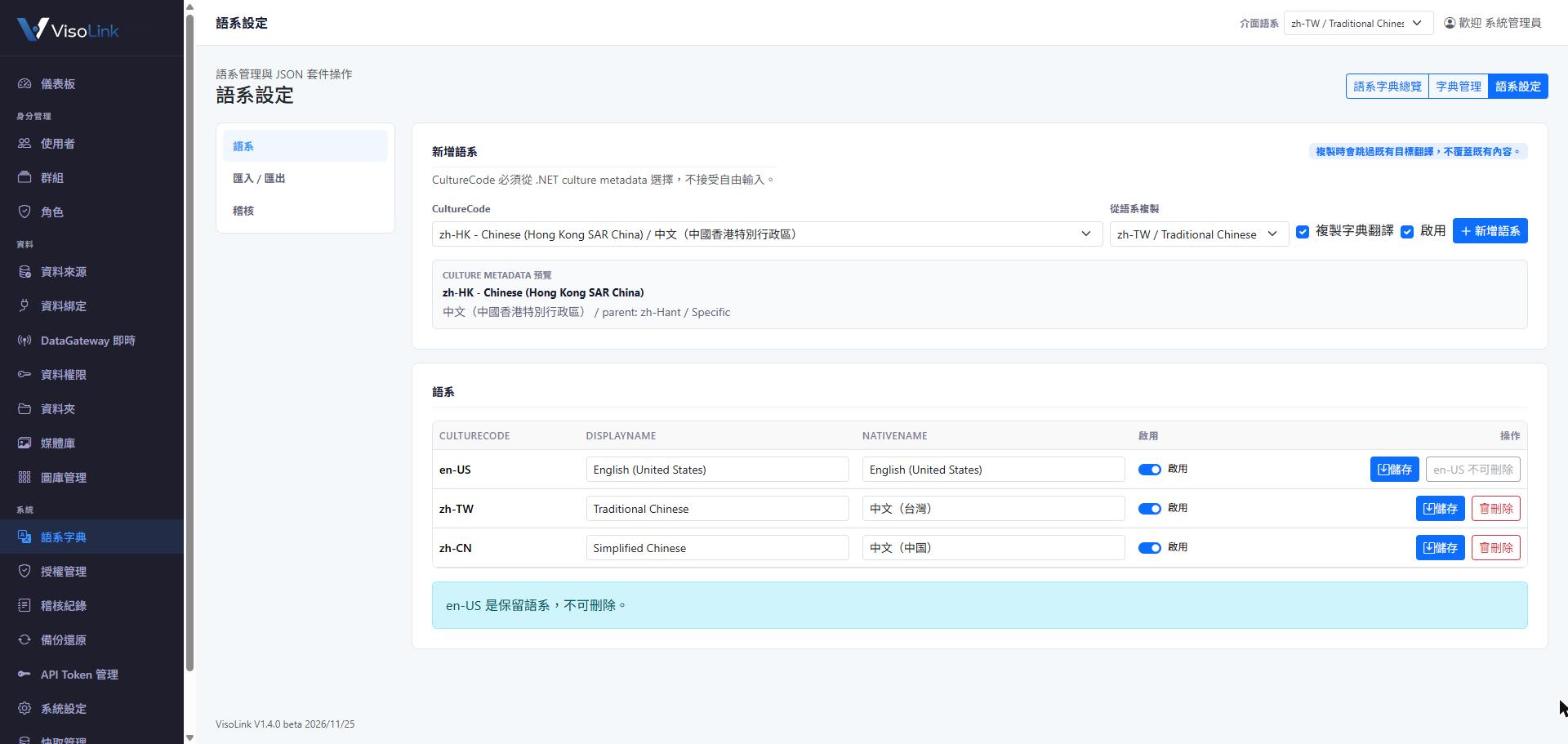 VisoLink
儀表板
身分管理
使用者
群組
角色
資料
資料來源
資料綁定
DataGateway 即時
資料權限
資料夾
媒體庫
圖庫管理
系統
語系字典
授權管理
稽核紀錄
備份還原
API Token 管理
系統設定
快取管理
語系設定
介面語系
zh-TW / Traditional Chines
歡迎 系統管理員
語系管理與 JSON 套件操作
語系設定
語系字典總覽
字典管理
語系設定
語系
匯入 / 匯出
稽核
新增語系
複製時會跳過既有目標翻譯，不覆蓋既有內容。
CultureCode 必須從 .NET culture metadata 選擇，不接受自由輸入。
CultureCode
從語系複製
zh-HK - Chinese (Hong Kong SAR China) / 中文（中國香港特別行政區）
zh-TW / Traditional Chinese
複製字典翻譯
啟用
+ 新增語系
CULTURE METADATA 預覽
zh-HK - Chinese (Hong Kong SAR China)
中文（中國香港特別行政區） / parent: zh-Hant / Specific
語系
CULTURECODE DISPLAYNAME NATIVENAME 啟用 操作
en-US English (United States) English (United States) 啟用 儲存 en-US 不可刪除
zh-TW Traditional Chinese 中文（台灣） 啟用 儲存 刪除
zh-CN Simplified Chinese 中文（中国） 啟用 儲存 刪除
en-US 是保留語系，不可刪除。
VisoLink V1.4.0 beta 2026/11/25